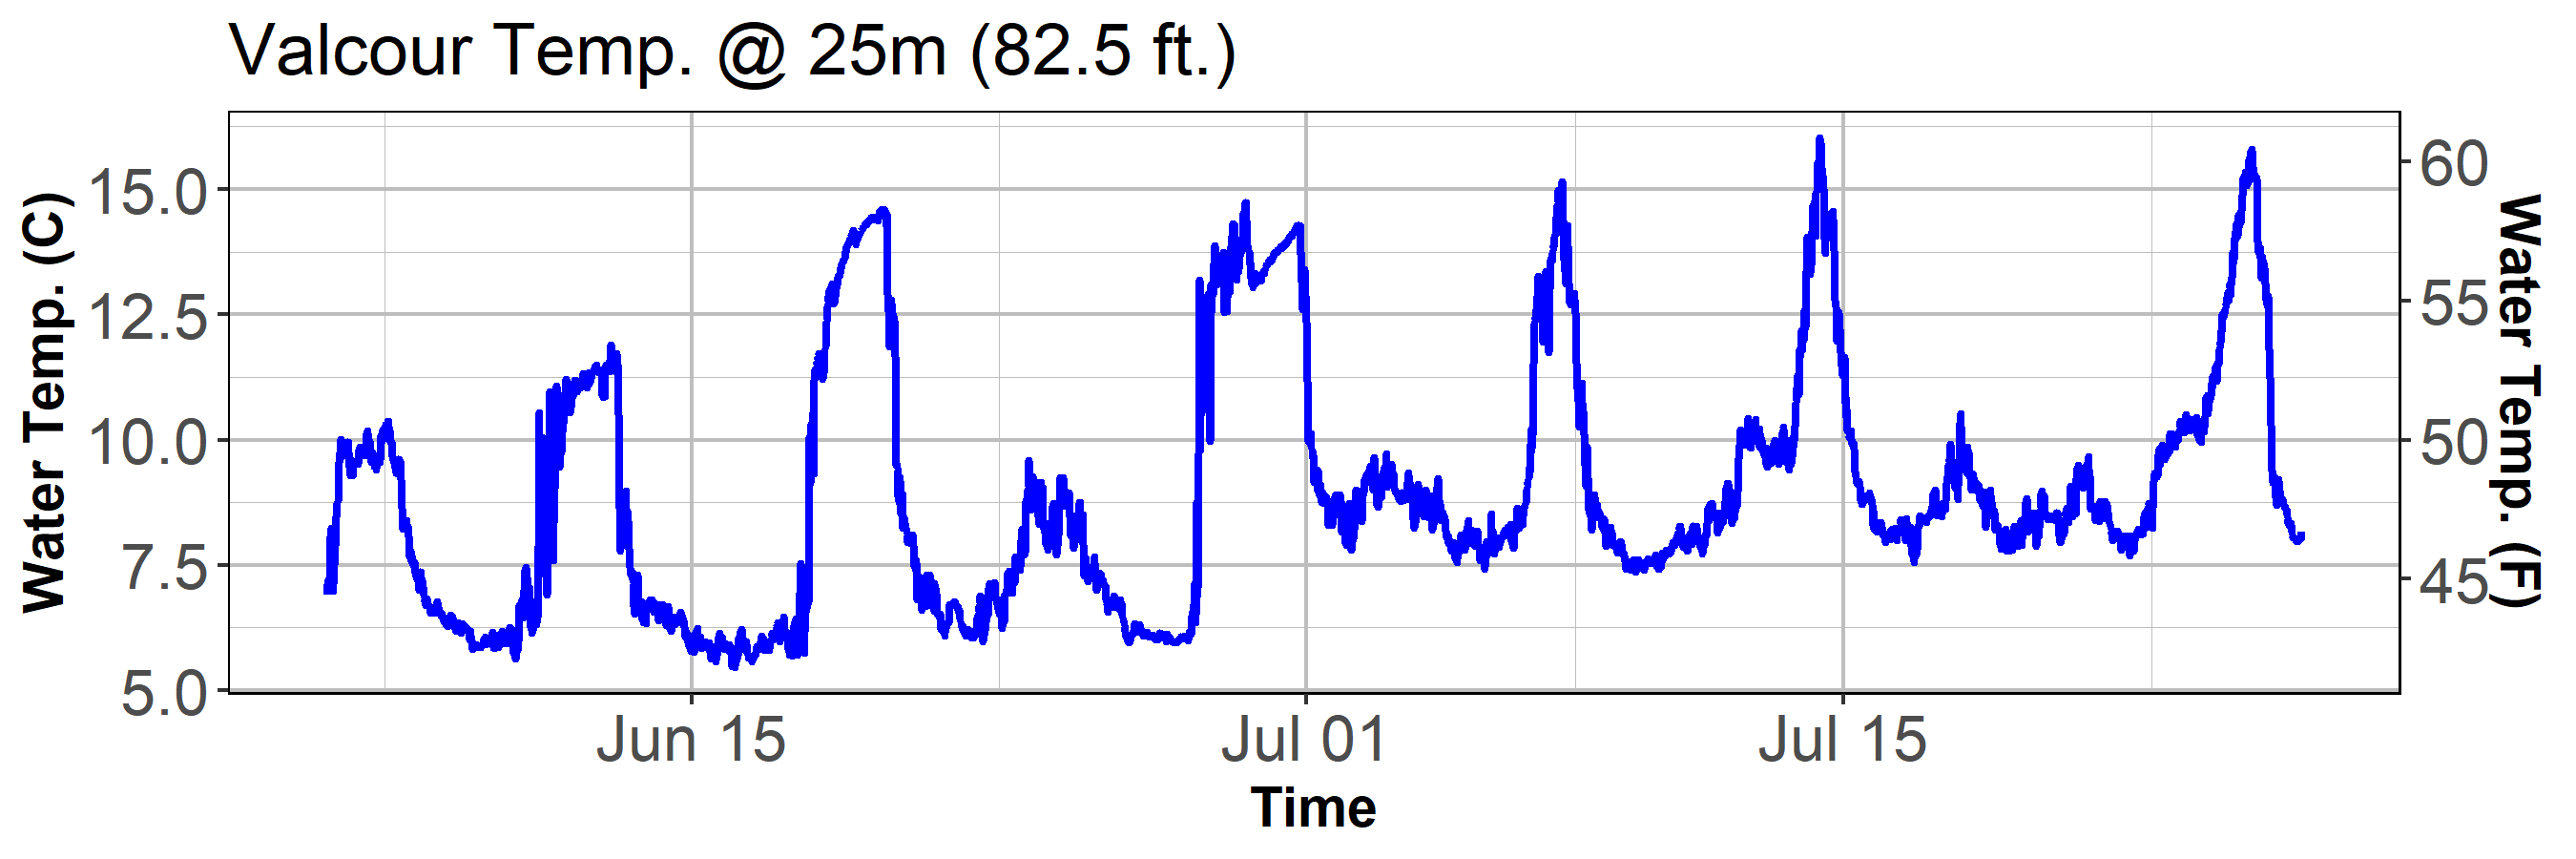 Valcour Temp. @ 25m (82.5 ft.)
Water Temp. (C)
15.0
12.5
10.0
7.5
5.0
60
55
50
45
Water Temp. (F)
Jun 15
Jul 01
Jul 15
Time